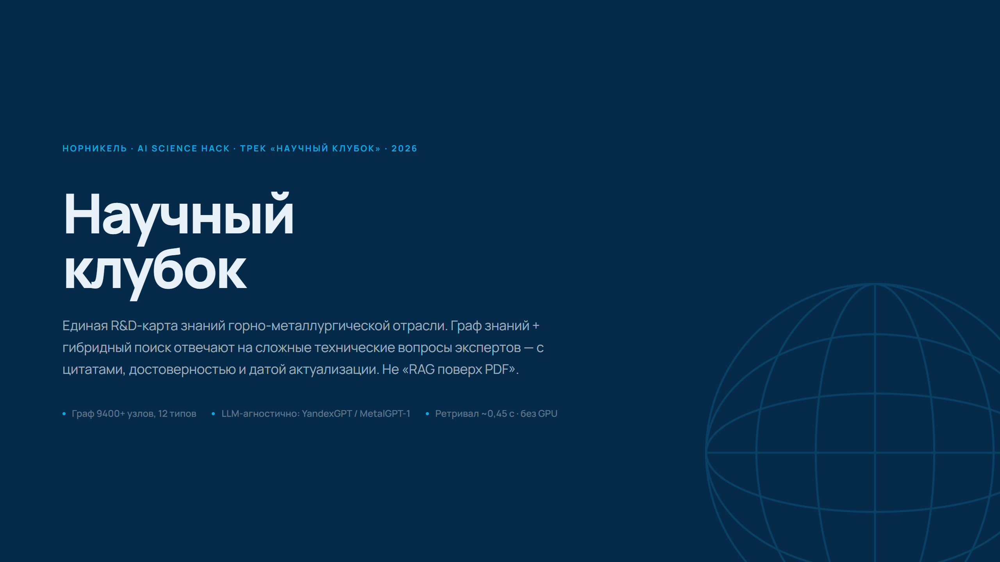 НОРНИКЕЛЬ · AI SCIENCE HACK · ТРЕК «НАУЧНЫЙ КЛУБОК» · 2026
Научный
клубок
Единая R&D-карта знаний горно-металлургической отрасли. Граф знаний +
гибридный поиск отвечают на сложные технические вопросы экспертов — с
цитатами, достоверностью и датой актуализации. Не «RAG поверх PDF».
• Граф 9400+ узлов, 12 типов • LLM-агностично: YandexGPT / MetalGPT-1 • Ретривал ~0,45 с · без GPU